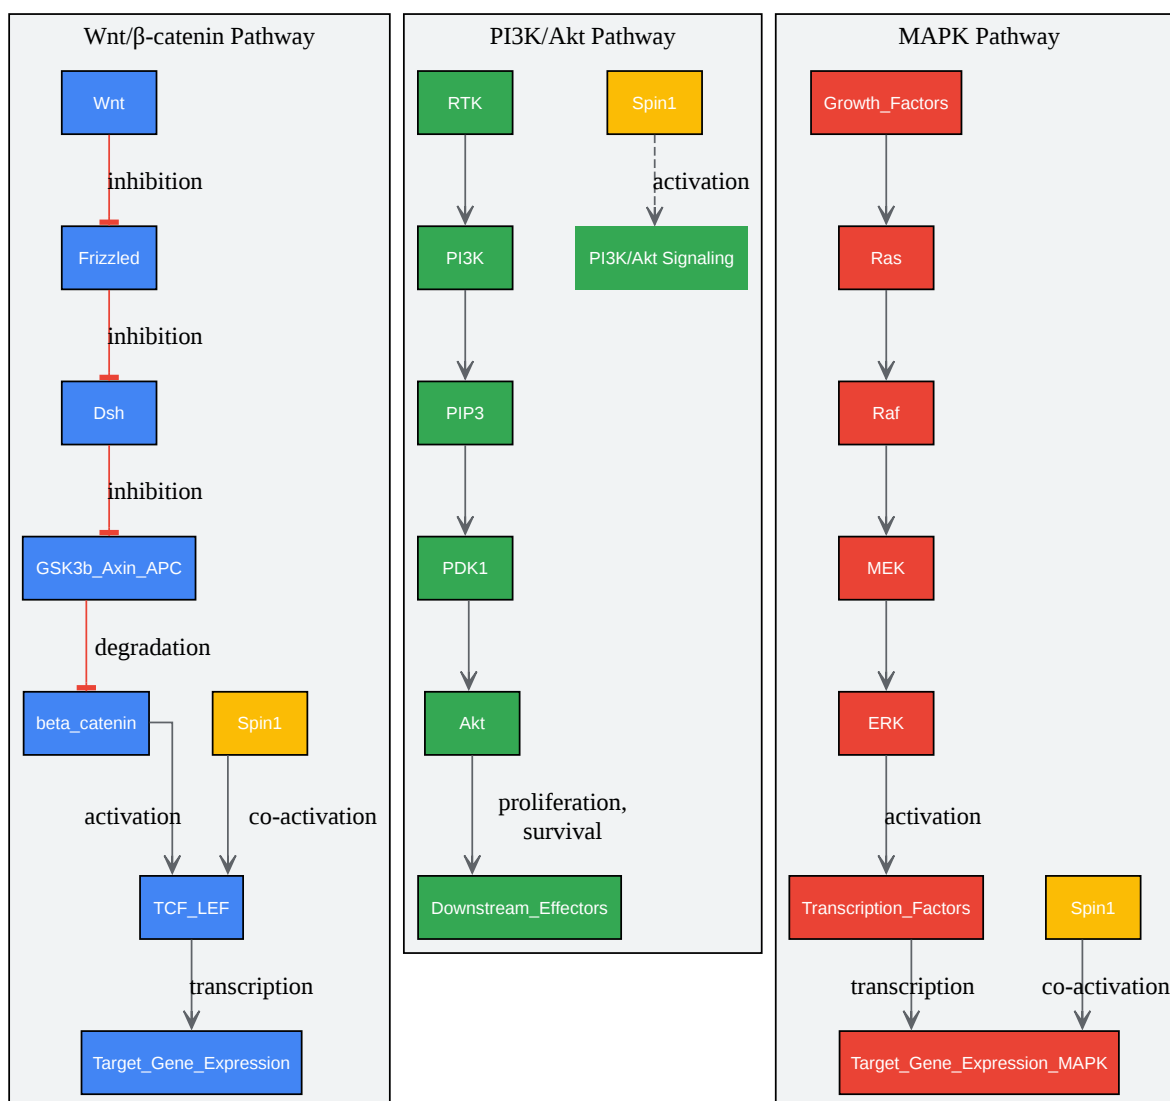 Wnt/β-catenin Pathway
Wnt
inhibition
Frizzled
inhibition
Dsh
inhibition
GSK3b_Axin_APC
degradation
beta_catenin
Spin1
activation
co-activation
TCF_LEF
transcription
Target_Gene_Expression
PI3K/Akt Pathway
RTK
Spin1
activation
PI3K
PI3K/Akt Signaling
PIP3
PDK1
Akt
proliferation,
survival
Downstream_Effectors
MAPK Pathway
Growth_Factors
Ras
Raf
MEK
ERK
activation
Transcription_Factors
Spin1
transcription
co-activation
Target_Gene_Expression_MAPK